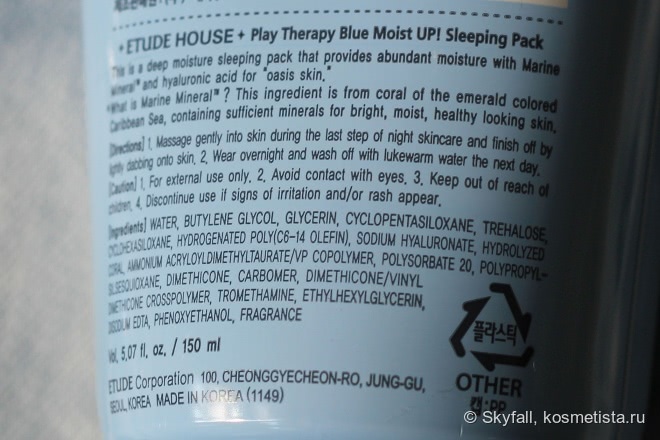 ETUDE HOUSE Play Therapy Blue Moist UP! Sleeping Pack
This is a deep moisture sleeping pack that provides abundant moisture with Marine
Mineral™ and hyaluronic acid for "oasis skin."
*What is Marine Mineral™ ? This ingredient is from coral of the emerald colored
Caribbean Sea, containing sufficient minerals for bright, moist, healthy looking skin.
[Directions] 1. Massage gently into skin during the last step of night skincare and finish off by
lightly dabbing onto skin. 2. Wear overnight and wash off with lukewarm water the next day.
[Caution] 1. For external use only. 2. Avoid contact with eyes. 3. Keep out of reach of
children. 4. Discontinue use if signs of irritation and/or rash appear.
[Ingredients] WATER, BUTYLENE GLYCOL, GLYCERIN, CYCLOPENTASILOXANE, TREHALOSE,
CYCLOHEXASILOXANE, HYDROGENATED POLY(C6-14 OLEFIN), SODIUM HYALURONATE, HYDROLYZED
CORAL, AMMONIUM ACRYLOYLDIMETHYLTAURATE/VP COPOLYMER, POLYSORBATE 20, POLYPROPYL-
SILSESQUIOXANE, DIMETHICONE, CARBOMER, DIMETHICONE/VINYL
DIMETHICONE CROSSPOLYMER, TROMETHAMINE, ETHYLHEXYLGLYCERIN,
DISODIUM EDTA, PHENOXYETHANOL, FRAGRANCE
Vol. 5.07 fl. oz. / 150 ml
ETUDE Corporation 100, CHEONGGYECHEON-RO, JUNG-GU,
SEOUL, KOREA MADE IN KOREA (1149)
플라스틱
OTHER
캡:PP
© Skyfall, kosmetista.ru